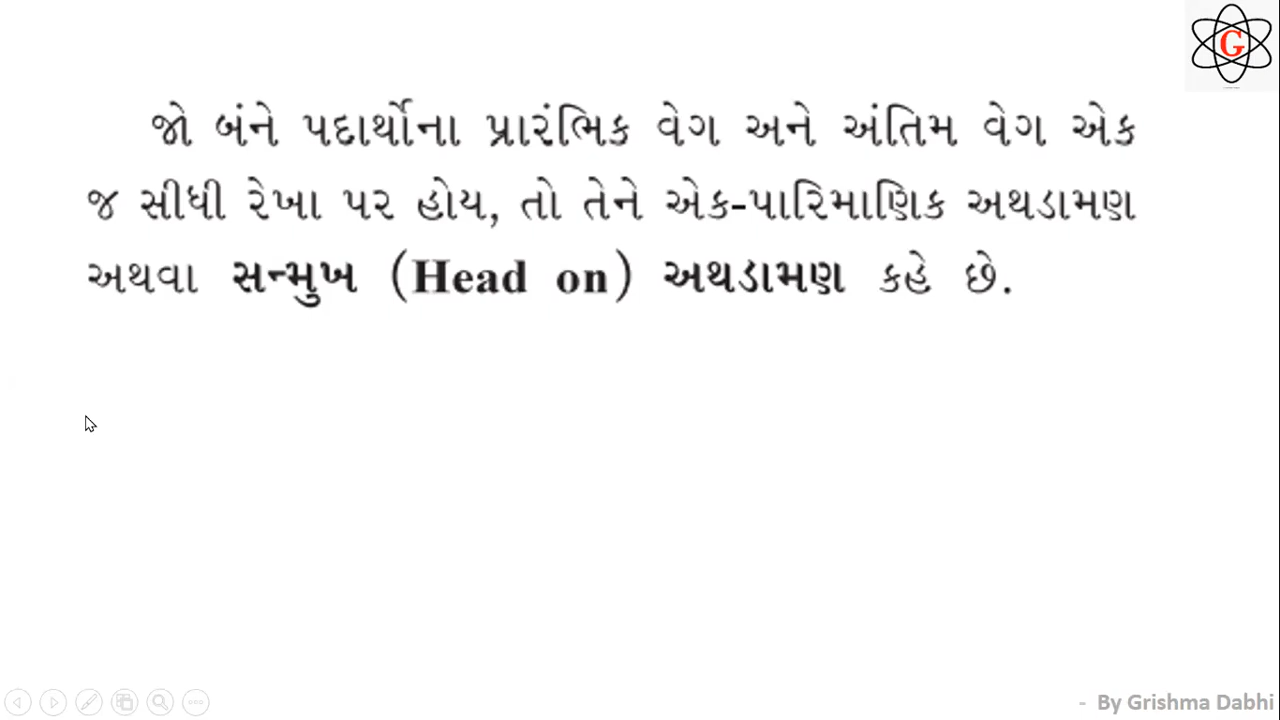 G
જો બંને પદાર્થોના પ્રારંભિક વેગ અને અંતિમ વેગ એક
જ સીધી રેખા પર હોય, તો તેને એક-પારિમાણિક અથડામણ
અથવા સન્મુખ (Head on) અથડામણ કહે છે.
- By Grishma Dabhi